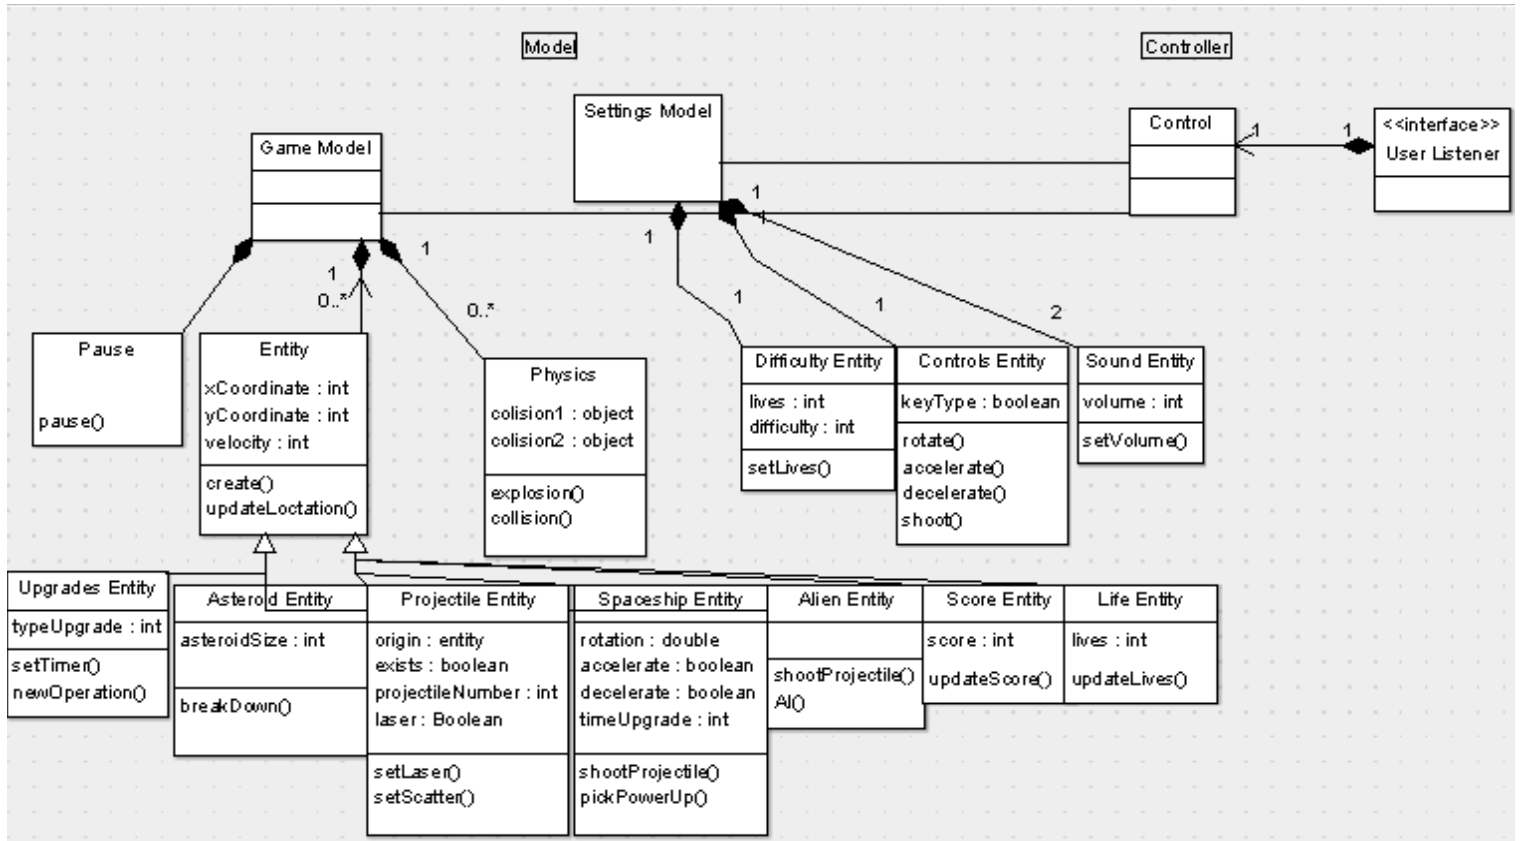 Model
Controller
Settings Model
Control
<<interface>>
User Listener
Game Model
1
1
1
1
1
1
1
0..*
0..*
1
1
2
Pause
pause()
Entity
xCoordinate : int
yCoordinate : int
velocity : int
create()
updateLoctation()
Physics
colision1 : object
colision2 : object
explosion()
collision()
Difficulty Entity
lives : int
difficulty : int
setLives()
Controls Entity
keyType : boolean
rotate()
accelerate()
decelerate()
shoot()
Sound Entity
volume : int
setVolume()
Upgrades Entity
typeUpgrade : int
setTimer()
newOperation()
Asteroid Entity
asteroidSize : int
breakDown()
Projectile Entity
origin : entity
exists : boolean
projectileNumber : int
laser : Boolean
setLaser()
setScatter()
Spaceship Entity
rotation : double
accelerate : boolean
decelerate : boolean
timeUpgrade : int
shootProjectile()
pickPowerUp()
Alien Entity
shootProjectile()
AI()
Score Entity
score : int
updateScore()
Life Entity
lives : int
updateLives()